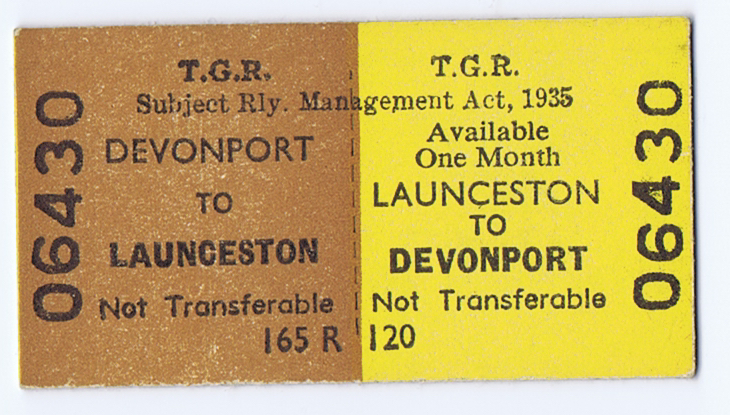 T.G.R. T.G.R.
Subject Rly. Management Act, 1935
06430
DEVONPORT
TO
LAUNCESTON
Not Transferable
165 R
Available
One Month
LAUNCESTON
TO
DEVONPORT
Not Transferable
120
06430